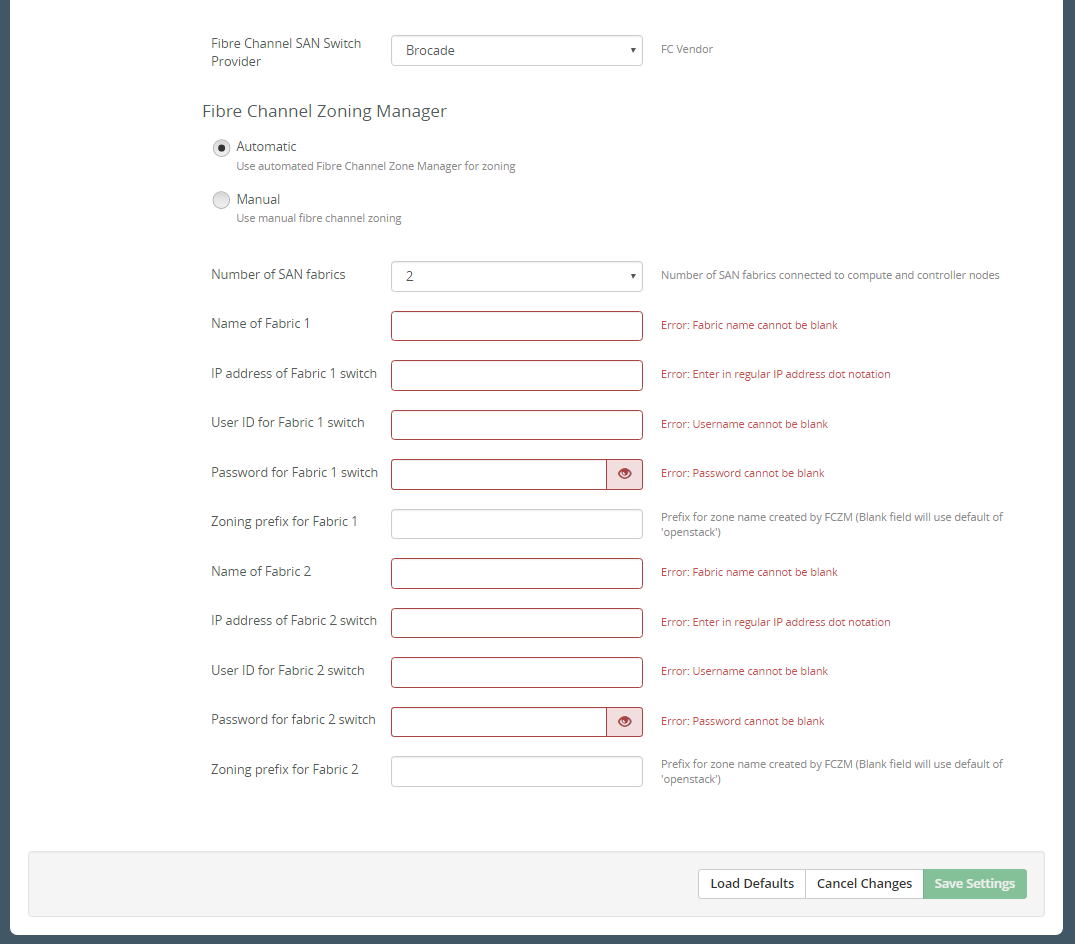 Fibre Channel SAN Switch
Provider
Brocade
FC Vendor
Fibre Channel Zoning Manager
Automatic
Use automated Fibre Channel Zone Manager for zoning
Manual
Use manual fibre channel zoning
Number of SAN fabrics
2
Number of SAN fabrics connected to compute and controller nodes
Name of Fabric 1
Error: Fabric name cannot be blank
IP address of Fabric 1 switch
Error: Enter in regular IP address dot notation
User ID for Fabric 1 switch
Error: Username cannot be blank
Password for Fabric 1 switch
Error: Password cannot be blank
Zoning prefix for Fabric 1
Prefix for zone name created by FCZM (Blank field will use default of
'openstack')
Name of Fabric 2
Error: Fabric name cannot be blank
IP address of Fabric 2 switch
Error: Enter in regular IP address dot notation
User ID for Fabric 2 switch
Error: Username cannot be blank
Password for fabric 2 switch
Error: Password cannot be blank
Zoning prefix for Fabric 2
Prefix for zone name created by FCZM (Blank field will use default of
'openstack')
Load Defaults
Cancel Changes
Save Settings